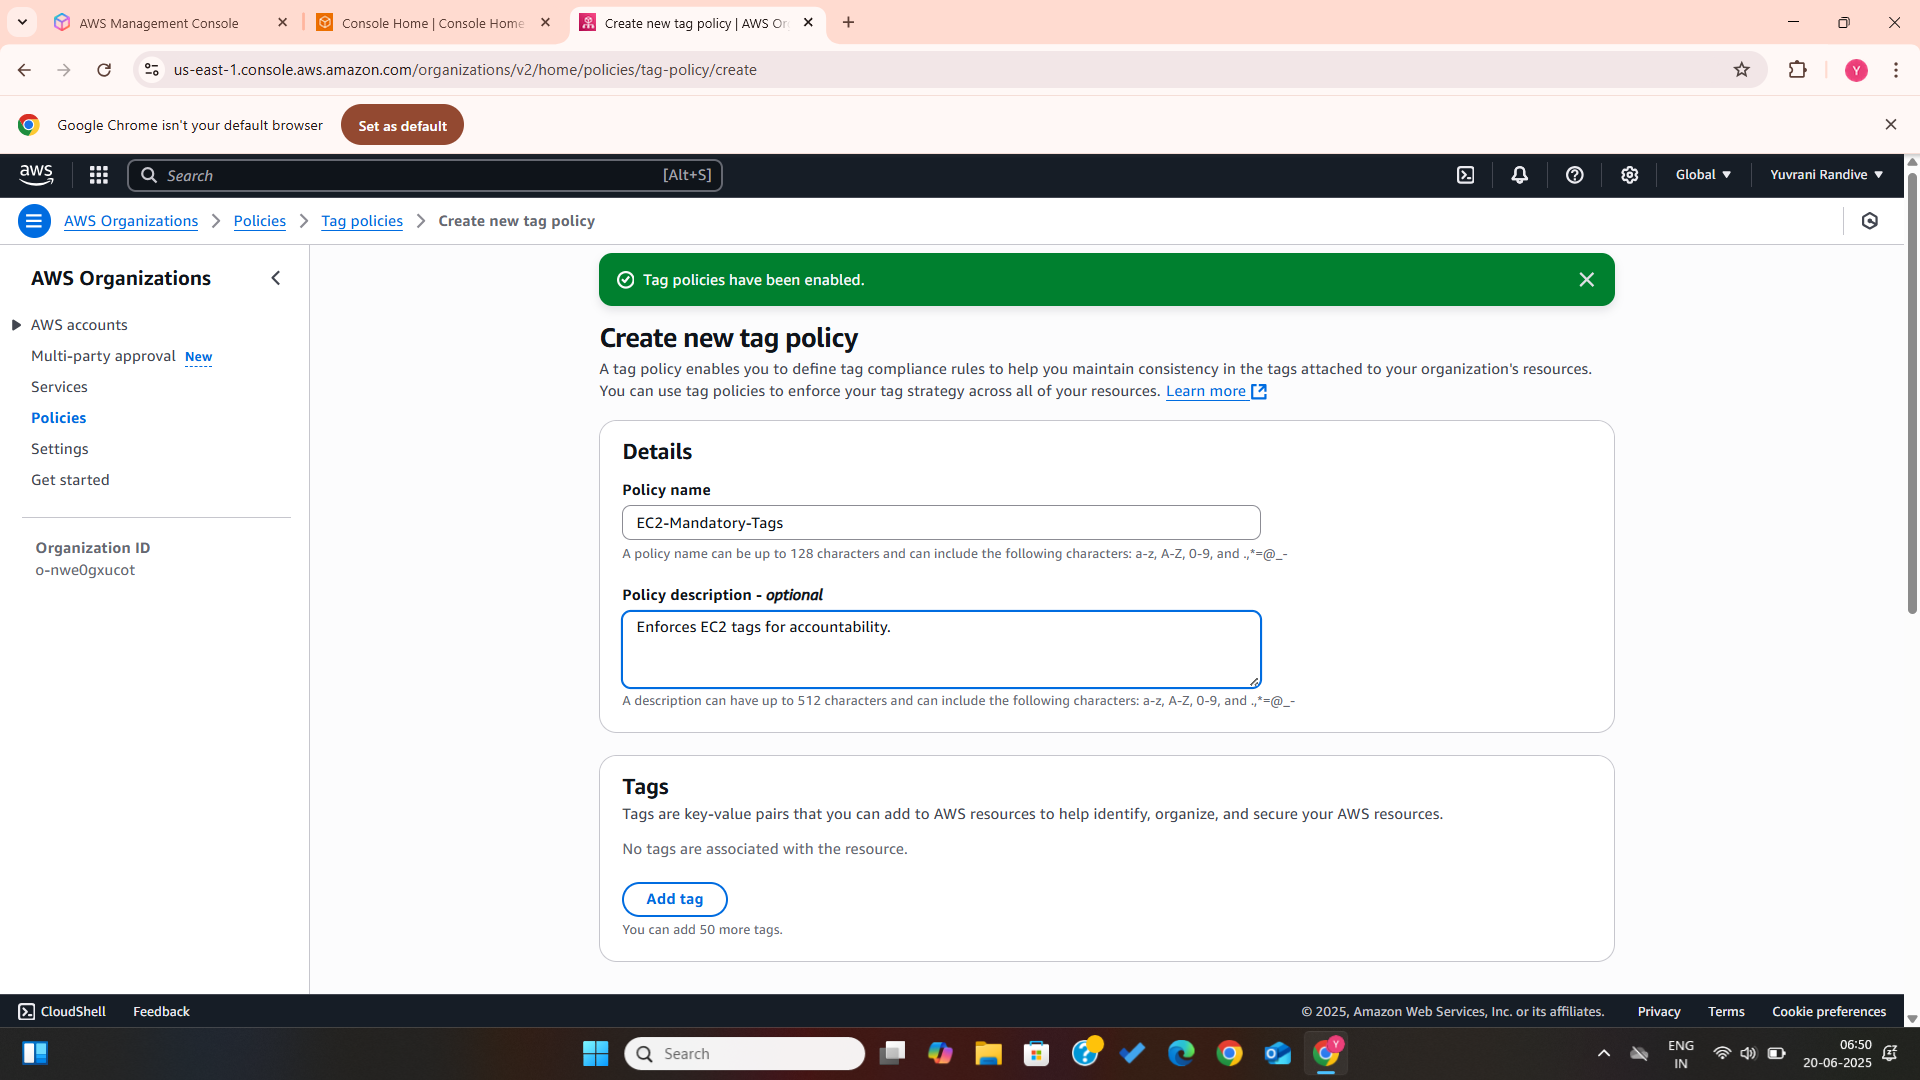 AWS Management Console
Console Home | Console Home
Create new tag policy | AWS Or
us-east-1.console.aws.amazon.com/organizations/v2/home/policies/tag-policy/create
Y
Google Chrome isn't your default browser
Set as default
aws
Search
[Alt+S]
Global
Yuvrani Randive
AWS Organizations
Policies
Tag policies
Create new tag policy
AWS Organizations
AWS accounts
Multi-party approval New
Services
Policies
Settings
Get started
Organization ID
o-nwe0gxucot
Tag policies have been enabled.
Create new tag policy
A tag policy enables you to define tag compliance rules to help you maintain consistency in the tags attached to your organization's resources.
You can use tag policies to enforce your tag strategy across all of your resources. Learn more
Details
Policy name
EC2-Mandatory-Tags
A policy name can be up to 128 characters and can include the following characters: a-z, A-Z, 0-9, and .,*=@_-
Policy description - optional
Enforces EC2 tags for accountability.
A description can have up to 512 characters and can include the following characters: a-z, A-Z, 0-9, and .,*=@_-
Tags
Tags are key-value pairs that you can add to AWS resources to help identify, organize, and secure your AWS resources.
No tags are associated with the resource.
Add tag
You can add 50 more tags.
CloudShell
Feedback
© 2025, Amazon Web Services, Inc. or its affiliates.
Privacy
Terms
Cookie preferences
Search
Y
ENG
IN
06:50
20-06-2025